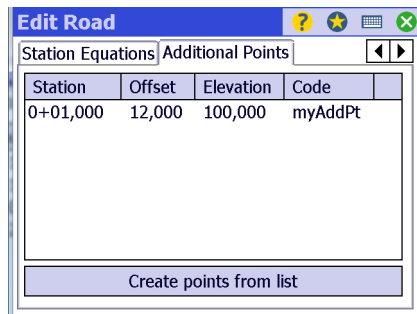 Edit Road
Station Equations Additional Points
Station Offset Elevation Code
0+01,000 12,000 100,000 myAddPt
Create points from list